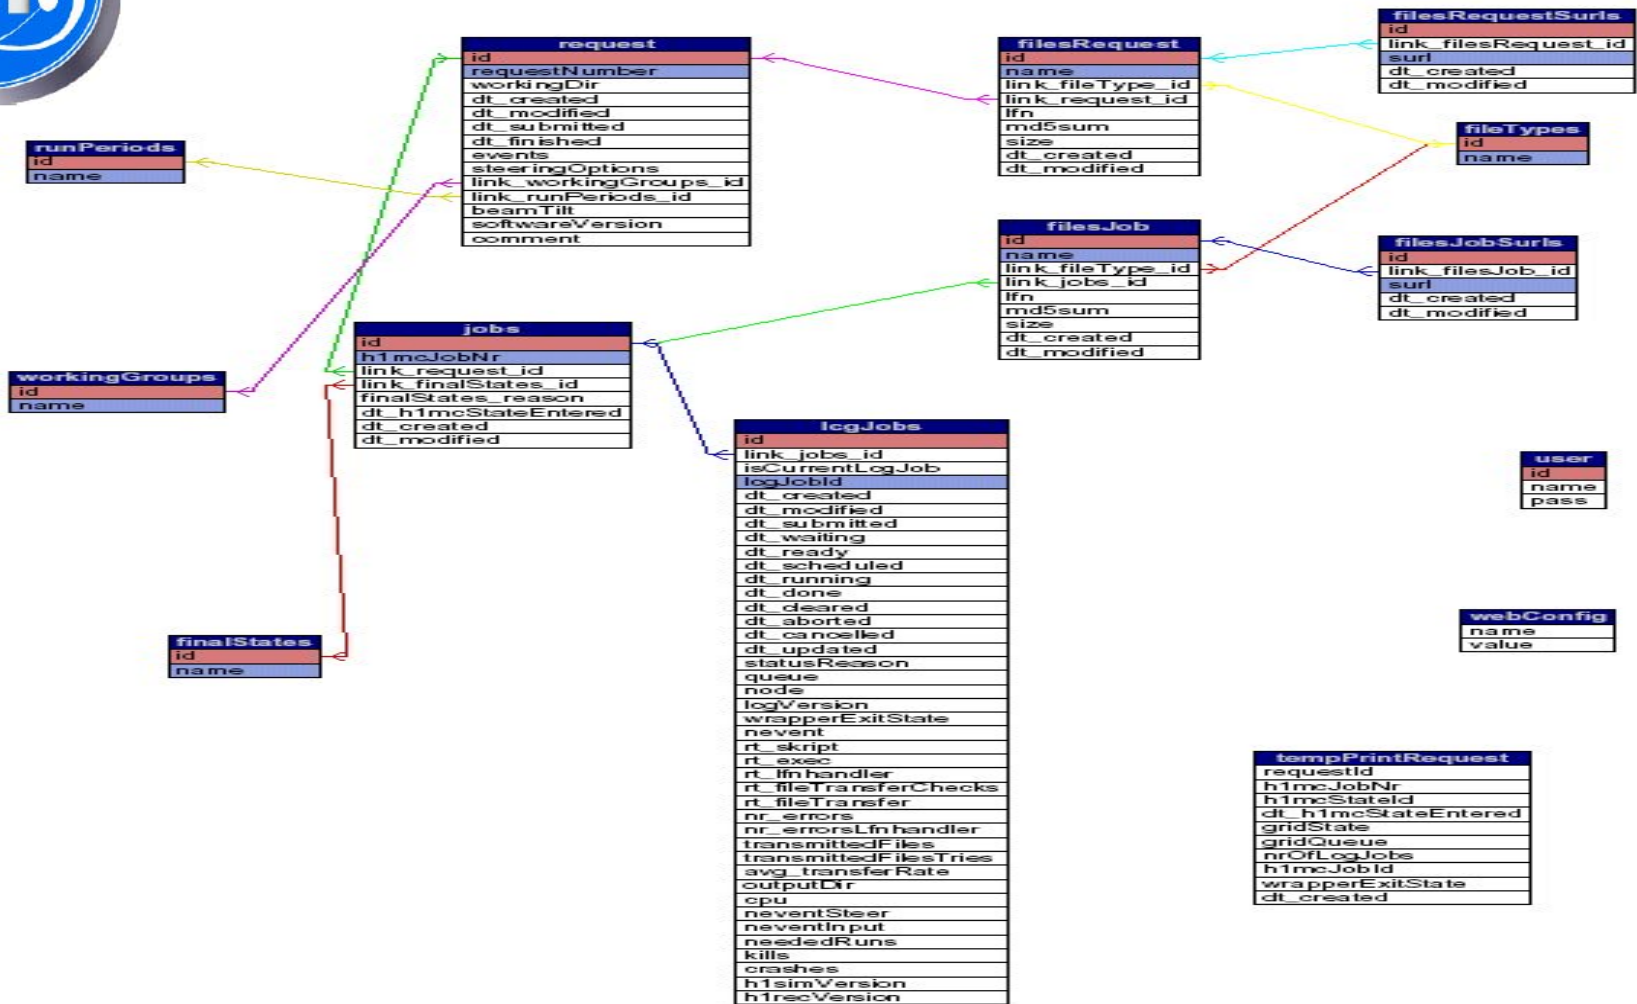 request
id
requestNumber
workingDir
dt_created
dt_modified
dt_submitted
dt_finished
events
steeringOptions
link_workingGroups_id
link_runPeriods_id
beamTilt
softwareVersion
comment
filesRequest
id
name
link_fileType_id
link_request_id
lfn
md5sum
size
dt_created
dt_modified
filesRequestSurls
id
link_filesRequest_id
surl
dt_created
dt_modified
fileTypes
id
name
runPeriods
id
name
filesJob
id
name
link_fileType_id
link_jobs_id
lfn
md5sum
size
dt_created
dt_modified
filesJobSurls
id
link_filesJob_id
surl
dt_created
dt_modified
jobs
id
h1mcJobNr
link_request_id
link_finalStates_id
finalStates_reason
dt_h1mcStateEntered
dt_created
dt_modified
workingGroups
id
name
lcgJobs
id
link_jobs_id
isCurrentLcgJob
lcgJobId
dt_created
dt_modified
dt_submitted
dt_waiting
dt_ready
dt_scheduled
dt_running
dt_done
dt_cleared
dt_aborted
dt_cancelled
dt_updated
statusReason
queue
node
lcgVersion
wrapperExitState
nevent
rt_skript
rt_exec
rt_lfnhandler
rt_fileTransferChecks
rt_fileTransfer
nr_errors
nr_errorsLfnhandler
transmittedFiles
transmittedFilesTries
avg_transferRate
outputDir
cpu
neventSteer
neventInput
neededRuns
kills
crashes
h1simVersion
h1recVersion
user
id
name
pass
webConfig
name
value
finalStates
id
name
tempPrintRequest
requestId
h1mcJobNr
h1mcStateId
dt_h1mcStateEntered
gridState
gridQueue
nrOfLcgJobs
h1mcJobId
wrapperExitState
dt_created